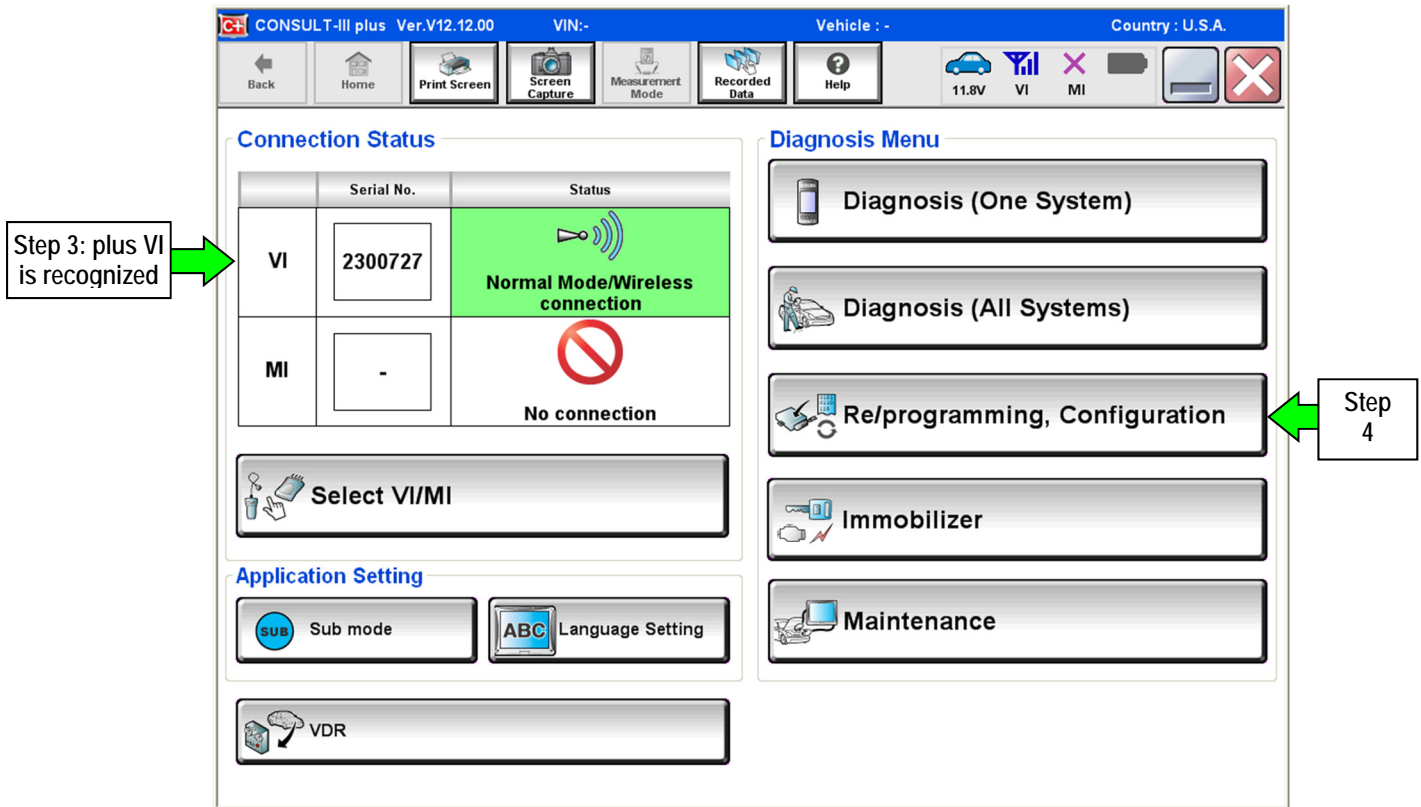 C+ CONSULT-III plus Ver.V12.12.00 VIN:- Vehicle : - Country : U.S.A.
Back
Home
Print Screen
Screen
Capture
Measurement
Mode
Recorded
Data
Help
11.8V
VI
MI
Connection Status
Serial No. Status
VI 2300727
Normal Mode/Wireless
connection
MI -
No connection
Select VI/MI
Application Setting
SUB Sub mode
ABC Language Setting
VDR
Diagnosis Menu
Diagnosis (One System)
Diagnosis (All Systems)
Re/programming, Configuration
Immobilizer
Maintenance
Step 3: plus VI
is recognized
Step
4